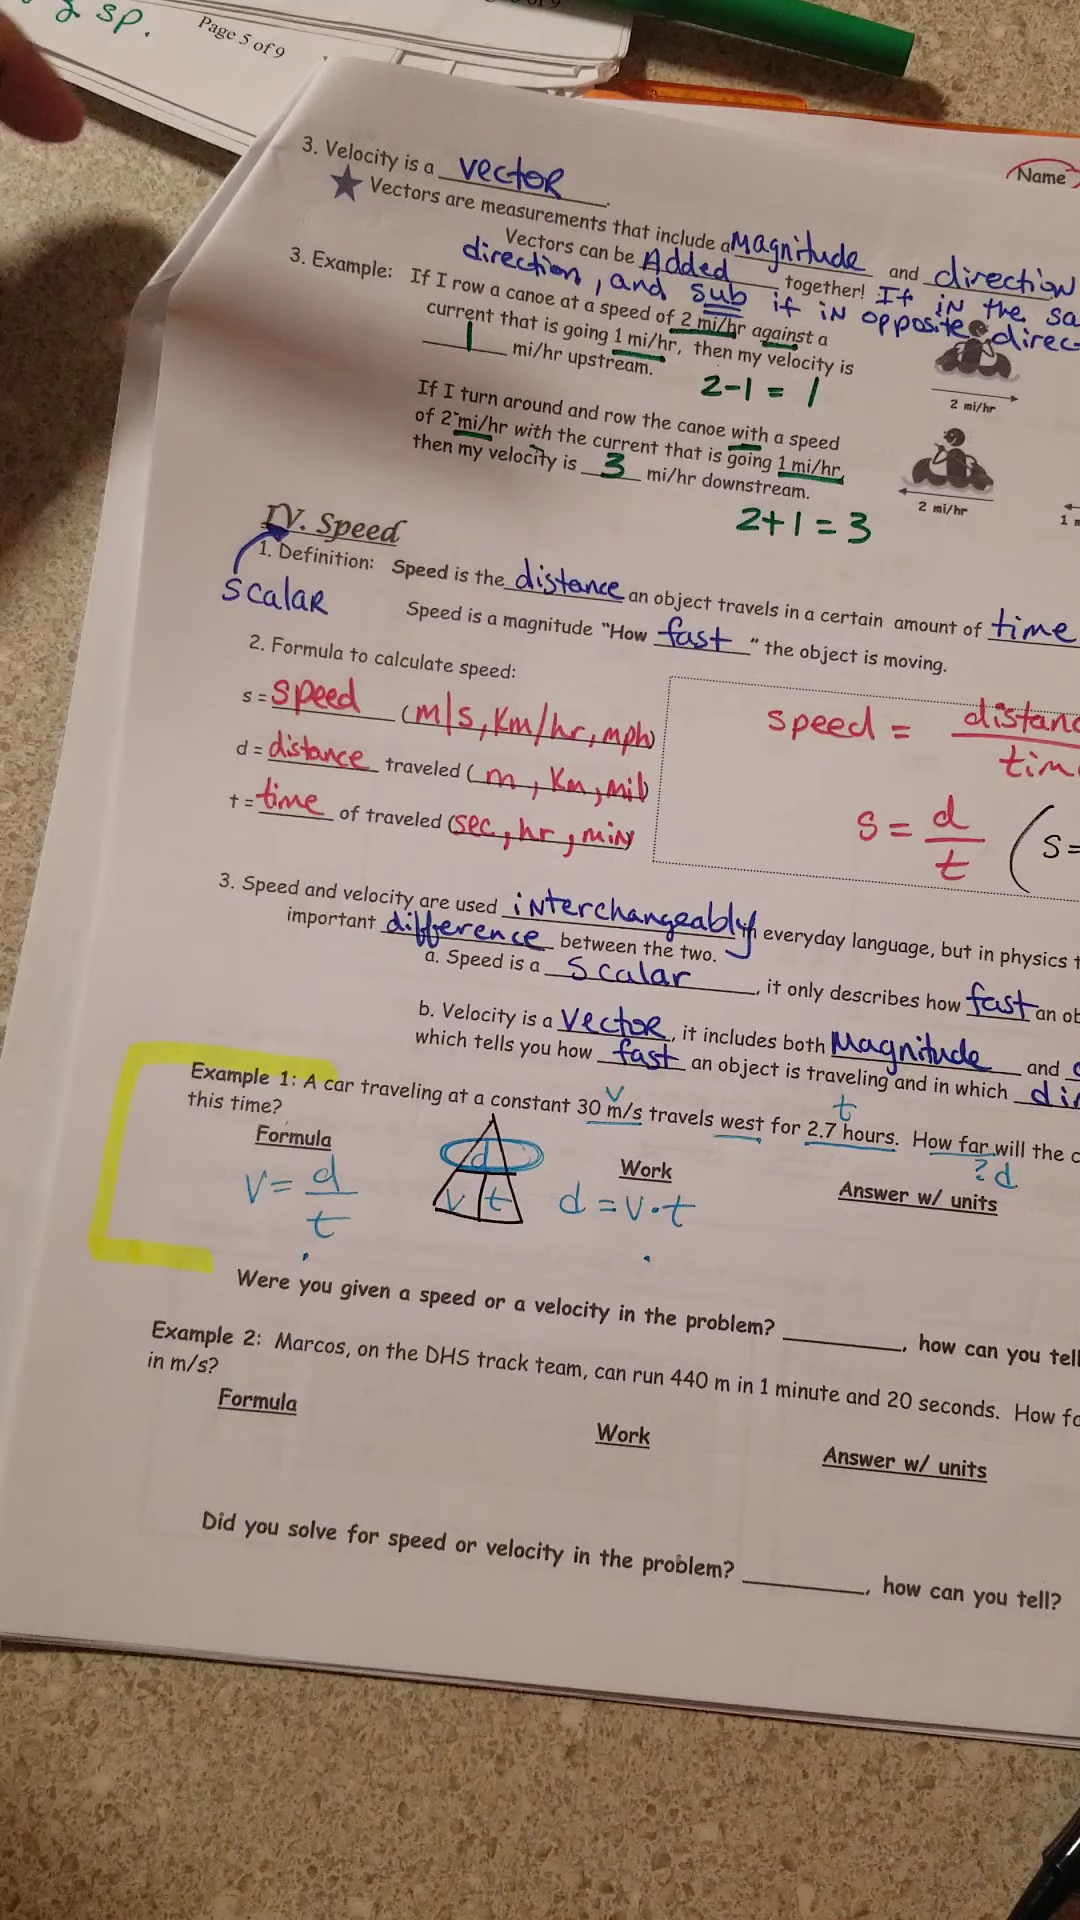 sp.
Page 5 of 9
Name
3. Velocity is a vector.
★ Vectors are measurements that include a Magnitude and direction
Vectors can be Added together! If in the sa
direction, and sub if in opposite direc
3. Example: If I row a canoe at a speed of 2 mi/hr against a
current that is going 1 mi/hr, then my velocity is
1 mi/hr upstream.
2-1 = 1
2 mi/hr
If I turn around and row the canoe with a speed
of 2 mi/hr with the current that is going 1 mi/hr,
then my velocity is 3 mi/hr downstream.
2+1=3
2 mi/hr
1 m
IV. Speed
scalar
1. Definition: Speed is the distance an object travels in a certain amount of time
Speed is a magnitude "How fast" the object is moving.
2. Formula to calculate speed:
s = speed (m/s, Km/hr, mph)
d = distance traveled (m, Km, mil)
t = time of traveled (sec, hr, min)
speed = distanc
tim
s = d/t (s=
3. Speed and velocity are used interchangeably in everyday language, but in physics t
important difference between the two.
a. Speed is a scalar, it only describes how fast an ob
b. Velocity is a vector, it includes both Magnitude and
which tells you how fast an object is traveling and in which dir
Example 1: A car traveling at a constant 30 m/s travels west for 2.7 hours. How far will the c
v
t
? d
this time?
Formula
Work
Answer w/ units
v = d/t
d
v t
d = v·t
Were you given a speed or a velocity in the problem? ________, how can you tell
Example 2: Marcos, on the DHS track team, can run 440 m in 1 minute and 20 seconds. How fa
in m/s?
Formula
Work
Answer w/ units
Did you solve for speed or velocity in the problem? ________, how can you tell?